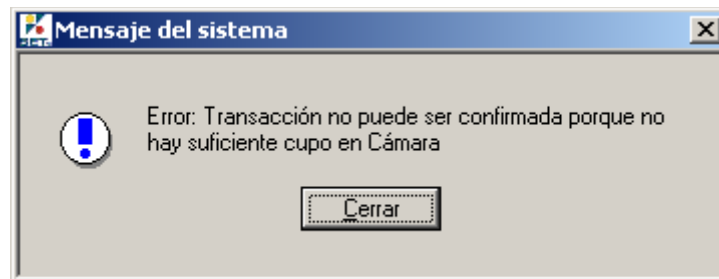 Mensaje del sistema
Error: Transacción no puede ser confirmada porque no
hay suficiente cupo en Cámara
Cerrar